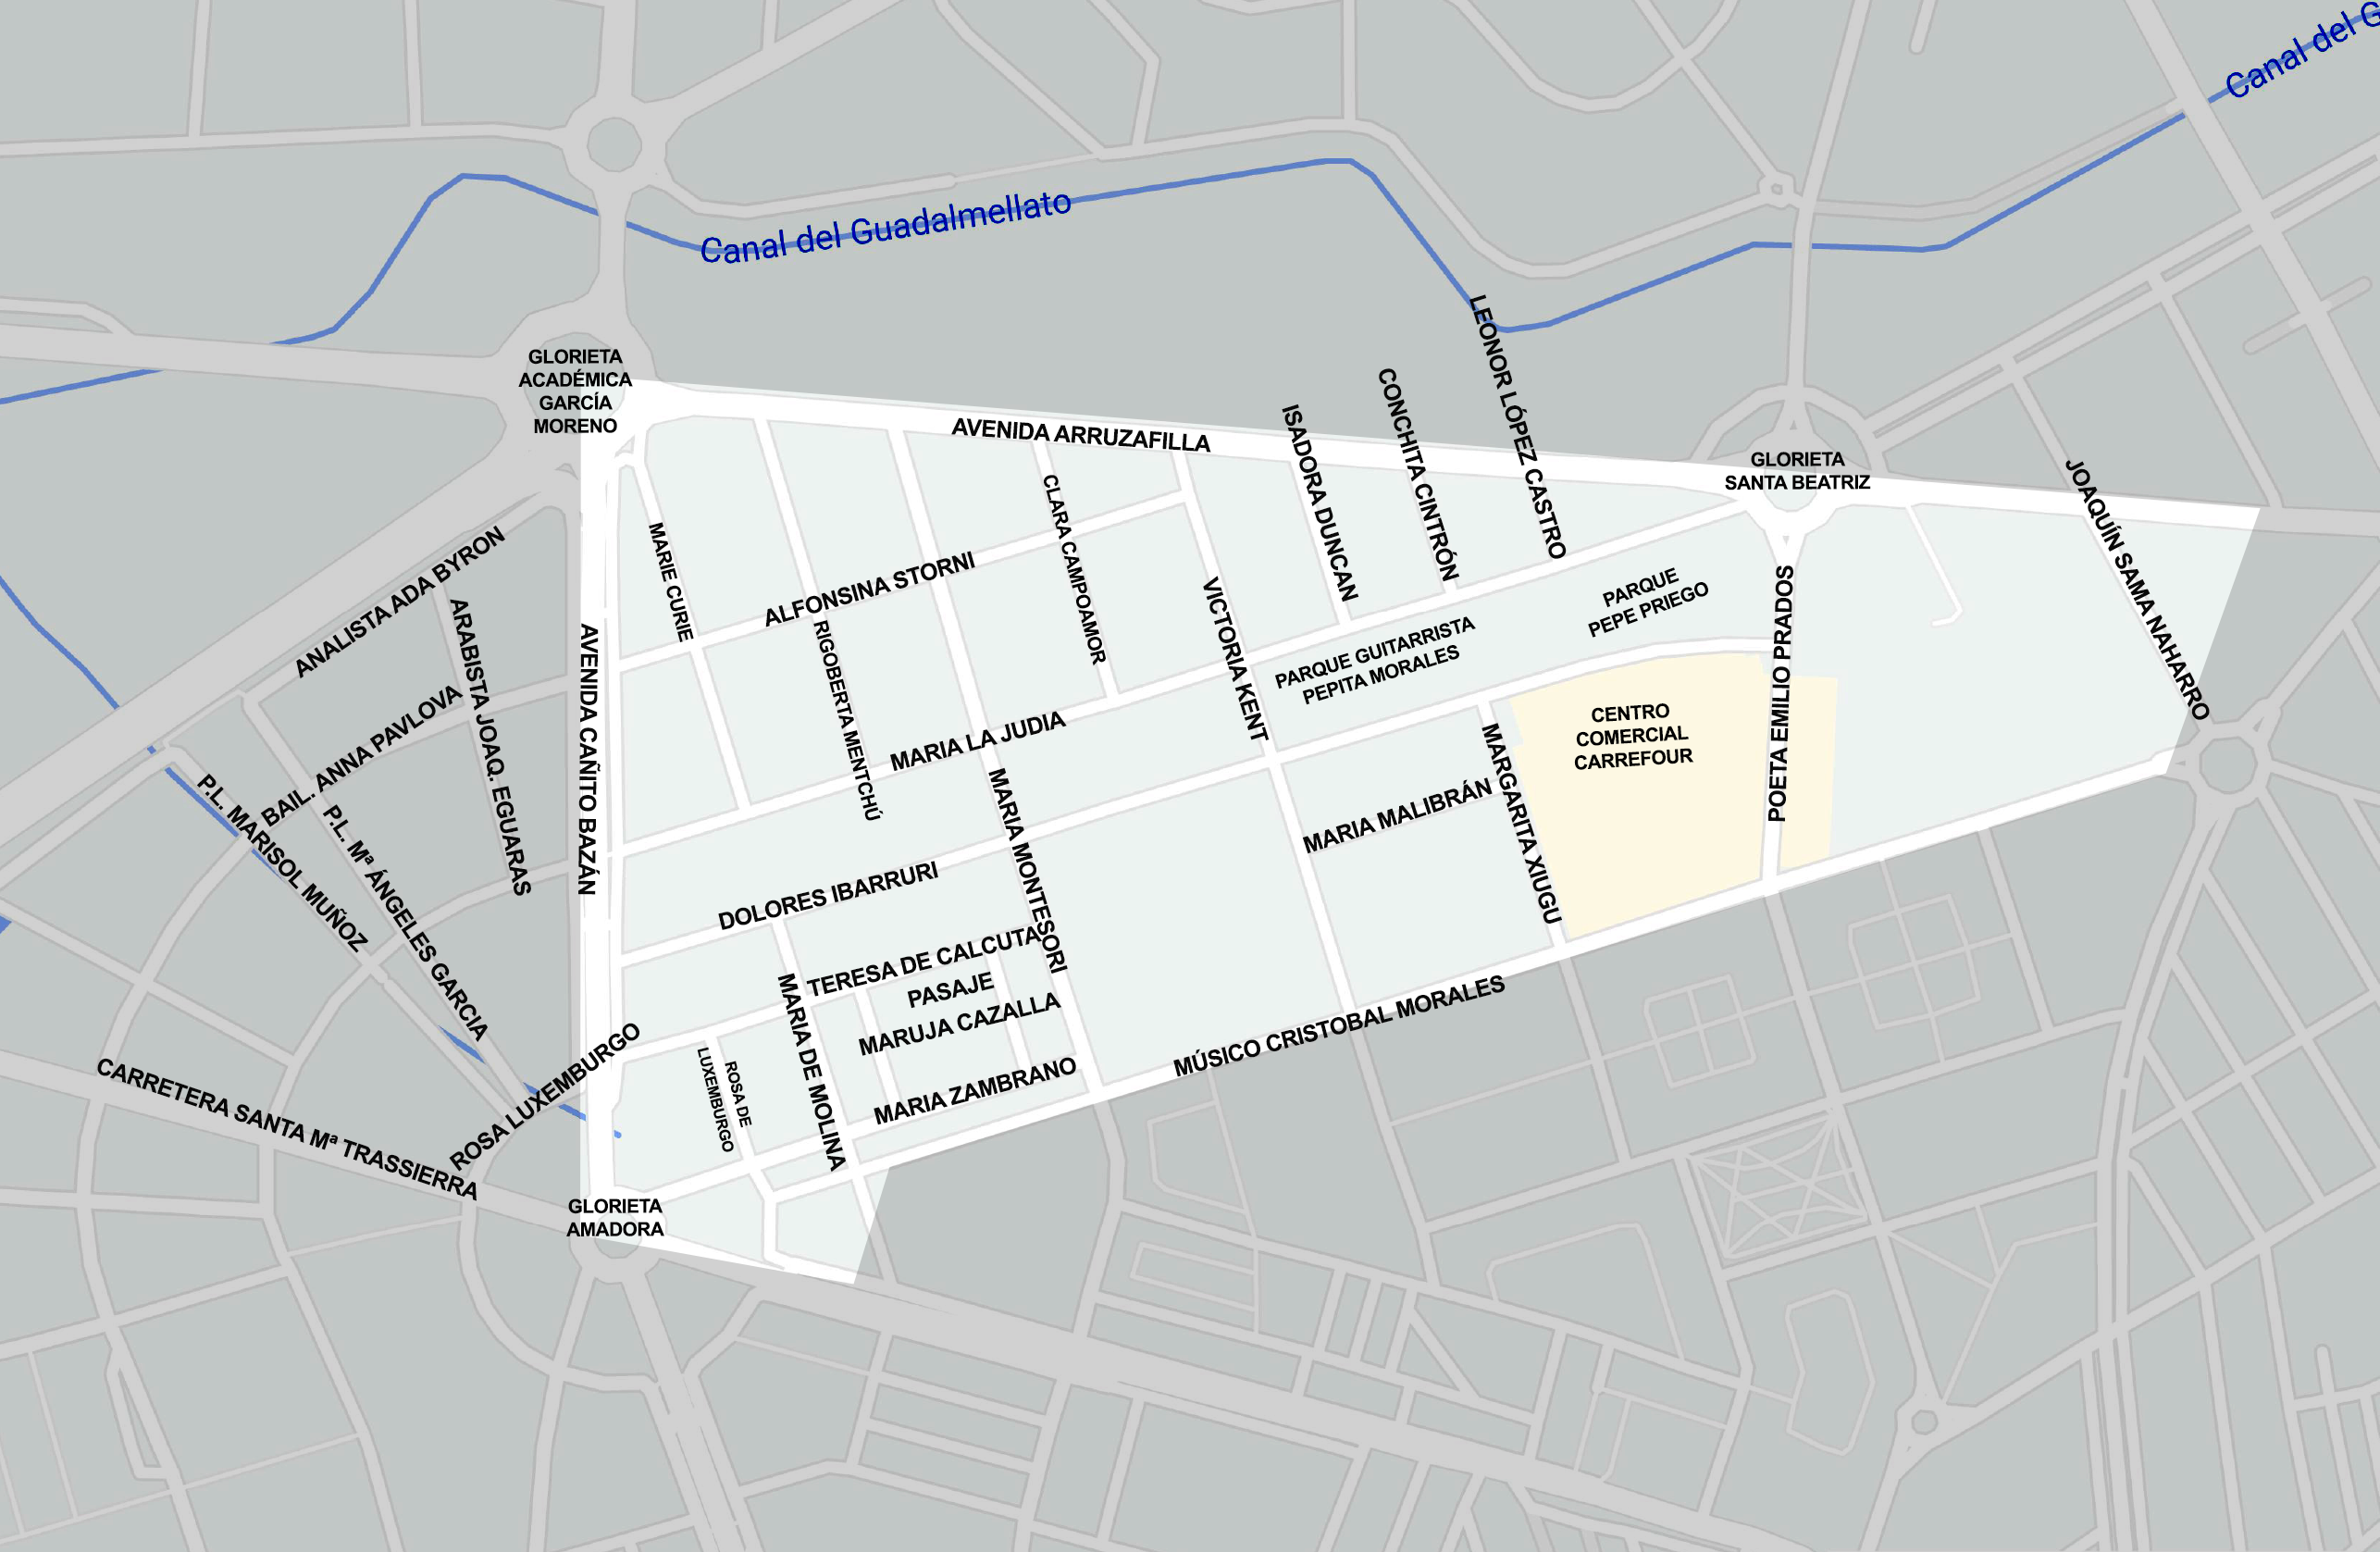 Canal del G
Canal del Guadalmellato
GLORIETA
ACADÉMICA
GARCÍA
MORENO
AVENIDA ARRUZAFILLA
ISADORA DUNCAN
CONCHITA CINTRÓN
LEONOR LÓPEZ CASTRO
GLORIETA
SANTA BEATRIZ
JOAQUÍN SAMA NAHARRO
ANALISTA ADA BYRON
ARABISTA JOAQ. EGUARAS
BAIL. ANNA PAVLOVA
P.L. MARISOL MUÑOZ
P.L. Mª ÁNGELES GARCIA
AVENIDA CAÑITO BAZÁN
MARIE CURIE
ALFONSINA STORNI
RIGOBERTA MENTCHÚ
CLARA CAMPOAMOR
VICTORIA KENT
MARIA LA JUDIA
PARQUE GUITARRISTA
PEPITA MORALES
PARQUE
PEPE PRIEGO
POETA EMILIO PRADOS
CENTRO
COMERCIAL
CARREFOUR
MARGARITA XIUGU
MARIA MALIBRÁN
MARIA MONTESORI
DOLORES IBARRURI
TERESA DE CALCUTA
PASAJE
MARUJA CAZALLA
MARIA DE MOLINA
MARIA ZAMBRANO
MÚSICO CRISTOBAL MORALES
ROSA DE
LUXEMBURGO
ROSA LUXEMBURGO
CARRETERA SANTA Mª TRASSIERRA
GLORIETA
AMADORA